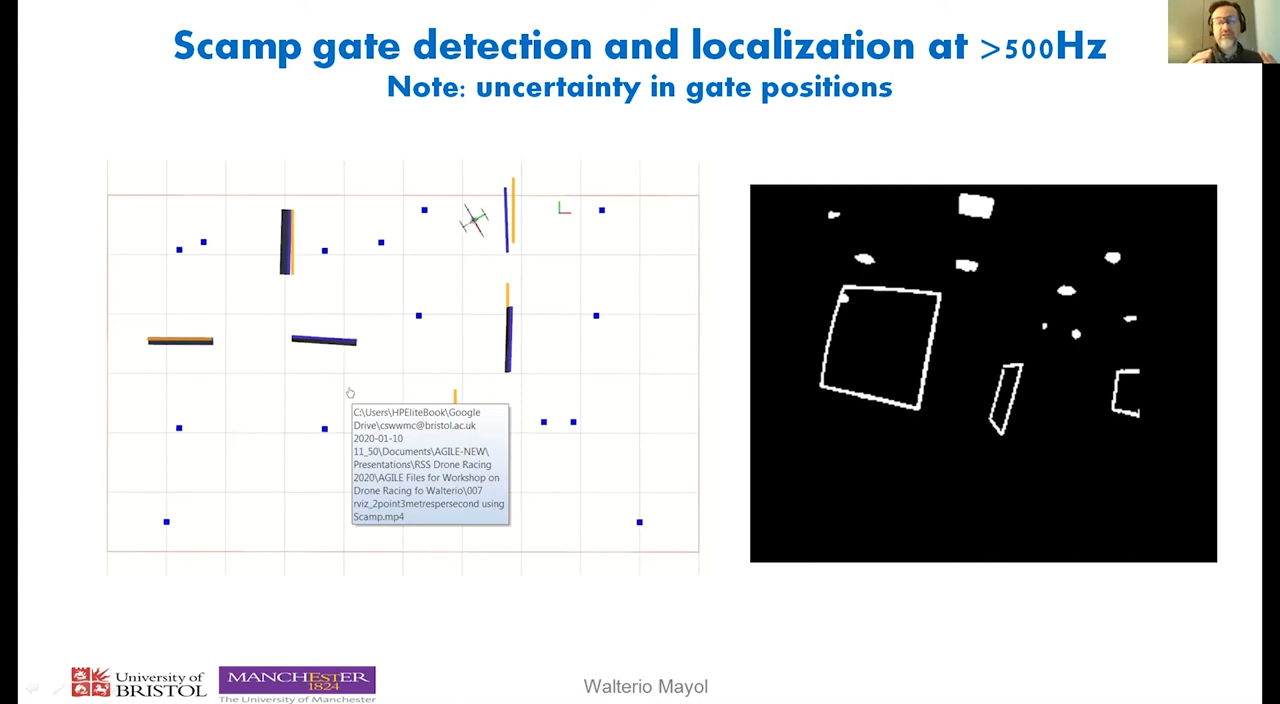 Scamp gate detection and localization at >500Hz
Note: uncertainty in gate positions
C:\Users\HPEliteBook\Google
Drive\cswwmc@bristol.ac.uk
2020-01-10
11_50\Documents\AGILE-NEW\
Presentations\RSS Drone Racing
2020\AGILE Files for Workshop on
Drone Racing fo Walterio\007
rviz_2point3metrespersecond using
Scamp.mp4
University of
BRISTOL
MANCHESTER
1824
The University of Manchester
Walterio Mayol